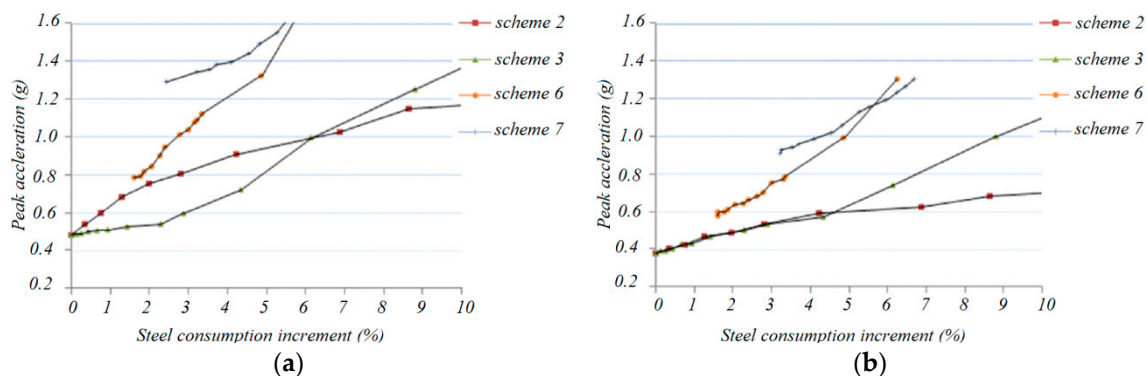 1.6
1.4
1.2
1.0
0.8
0.6
0.4
0.2
Peak accleration (g)
0 1 2 3 4 5 6 7 8 9 10
Steel consumption increment (%)
scheme 2
scheme 3
scheme 6
scheme 7
(a)
1.6
1.4
1.2
1.0
0.8
0.6
0.4
0.2
Peak accleration (g)
0 1 2 3 4 5 6 7 8 9 10
Steel consumption increment (%)
scheme 2
scheme 3
scheme 6
scheme 7
(b)